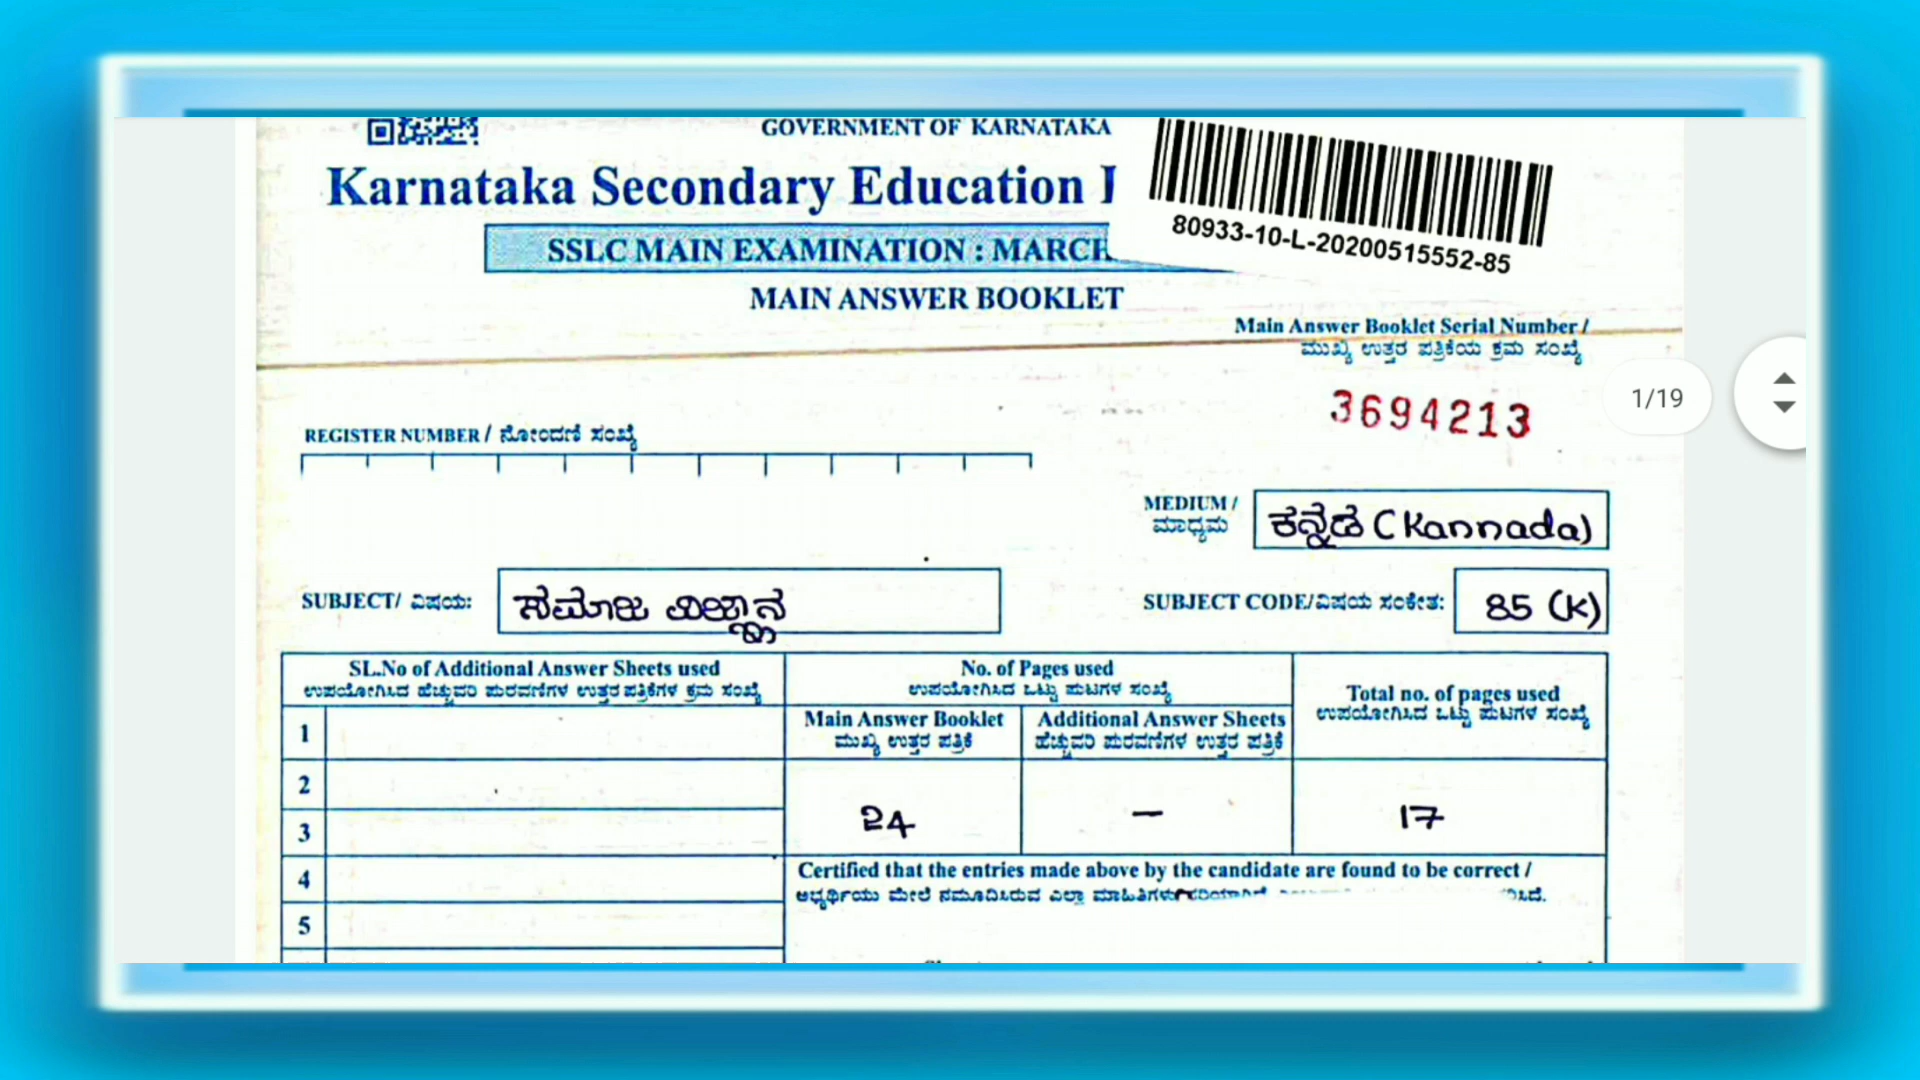 GOVERNMENT OF KARNATAKA
Karnataka Secondary Education
SSLC MAIN EXAMINATION : MARCH
80933-10-L-20200515552-85
MAIN ANSWER BOOKLET
Main Answer Booklet Serial Number /
ಮುಖ್ಯ ಉತ್ತರ ಪತ್ರಿಕೆಯ ಕ್ರಮ ಸಂಖ್ಯೆ
1/19
3694213
REGISTER NUMBER / ನೋಂದಣಿ ಸಂಖ್ಯೆ
MEDIUM /
ಮಾಧ್ಯಮ
ಕನ್ನಡ (Kannada)
SUBJECT/ ವಿಷಯ:
ಸಮಾಜ ವಿಜ್ಞಾನ
SUBJECT CODE/ವಿಷಯ ಸಂಕೇತ:
85 (K)
SL.No of Additional Answer Sheets used
ಉಪಯೋಗಿಸಿದ ಹೆಚ್ಚುವರಿ ಪುರವಣಿಗಳ ಉತ್ತರ ಪತ್ರಿಕೆಗಳ ಕ್ರಮ ಸಂಖ್ಯೆ
No. of Pages used
ಉಪಯೋಗಿಸಿದ ಒಟ್ಟು ಪುಟಗಳ ಸಂಖ್ಯೆ
Total no. of pages used
ಉಪಯೋಗಿಸಿದ ಒಟ್ಟು ಪುಟಗಳ ಸಂಖ್ಯೆ
Main Answer Booklet
ಮುಖ್ಯ ಉತ್ತರ ಪತ್ರಿಕೆ
Additional Answer Sheets
ಹೆಚ್ಚುವರಿ ಪುರವಣಿಗಳ ಉತ್ತರ ಪತ್ರಿಕೆ
1
2
3
4
5
24
—
17
Certified that the entries made above by the candidate are found to be correct /
ಅಭ್ಯರ್ಥಿಯು ಮೇಲೆ ನಮೂದಿಸಿರುವ ಎಲ್ಲಾ ಮಾಹಿತಿಗಳು